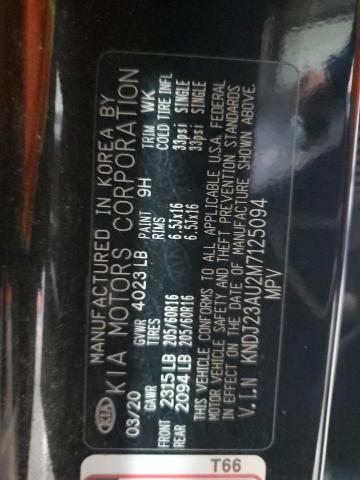 MANUFACTURED IN KOREA BY
KIA KIA MOTORS CORPORATION
03/20 GVWR 4023 LB PAINT 9H TRIM WK
GAWR TIRES RIMS COLD TIRE INFL
FRONT 2315 LB 205/60R16 6.5Jx16 33psi SINGLE
REAR 2094 LB 205/60R16 6.5Jx16 33psi SINGLE
THIS VEHICLE CONFORMS TO ALL APPLICABLE U.S.A. FEDERAL
MOTOR VEHICLE SAFETY AND THEFT PREVENTION STANDARDS
IN EFFECT ON THE DATE OF MANUFACTURE SHOWN ABOVE.
V.I.N KNDJ23AU2M7125094
MPV
T66